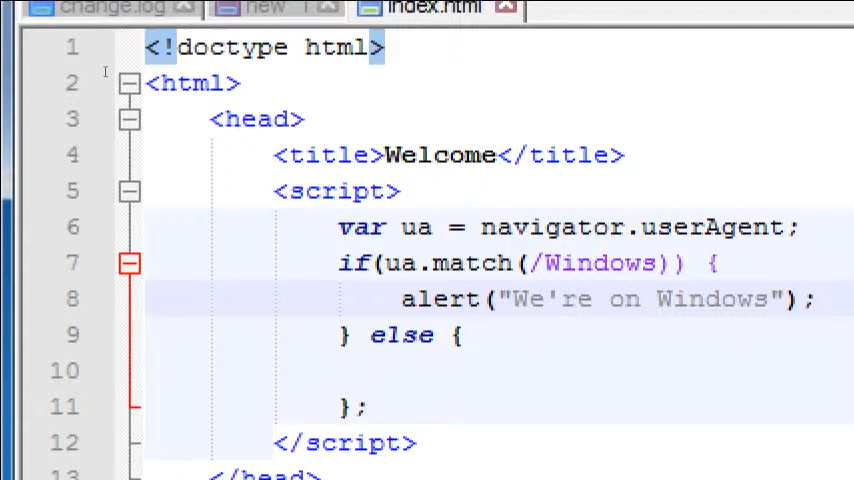 change.log new 1 index.html
1 <!doctype html>
2 <html>
3 <head>
4 <title>Welcome</title>
5 <script>
6 var ua = navigator.userAgent;
7 if(ua.match(/Windows)) {
8 alert("We're on Windows");
9 } else {
10
11 };
12 </script>
13 </head>